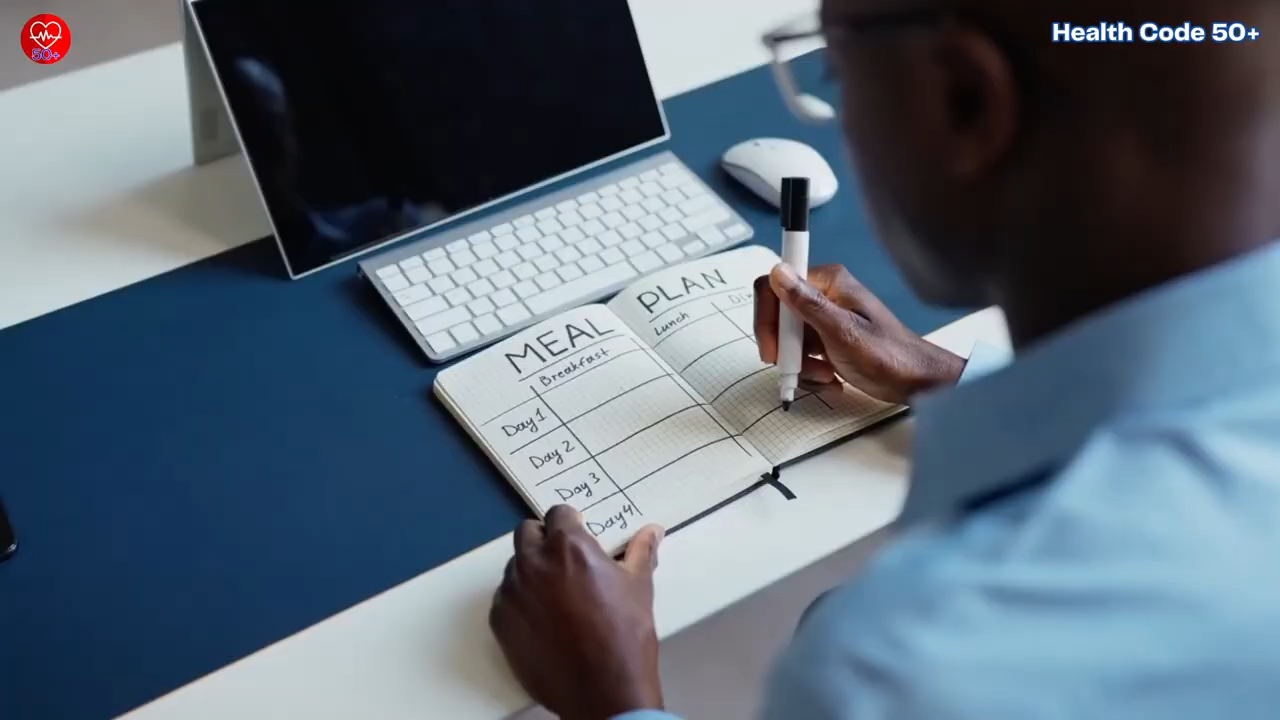 50+
Health Code 50+
MEAL PLAN
Breakfast
Lunch
Day 1
Day 2
Day 3
Day 4